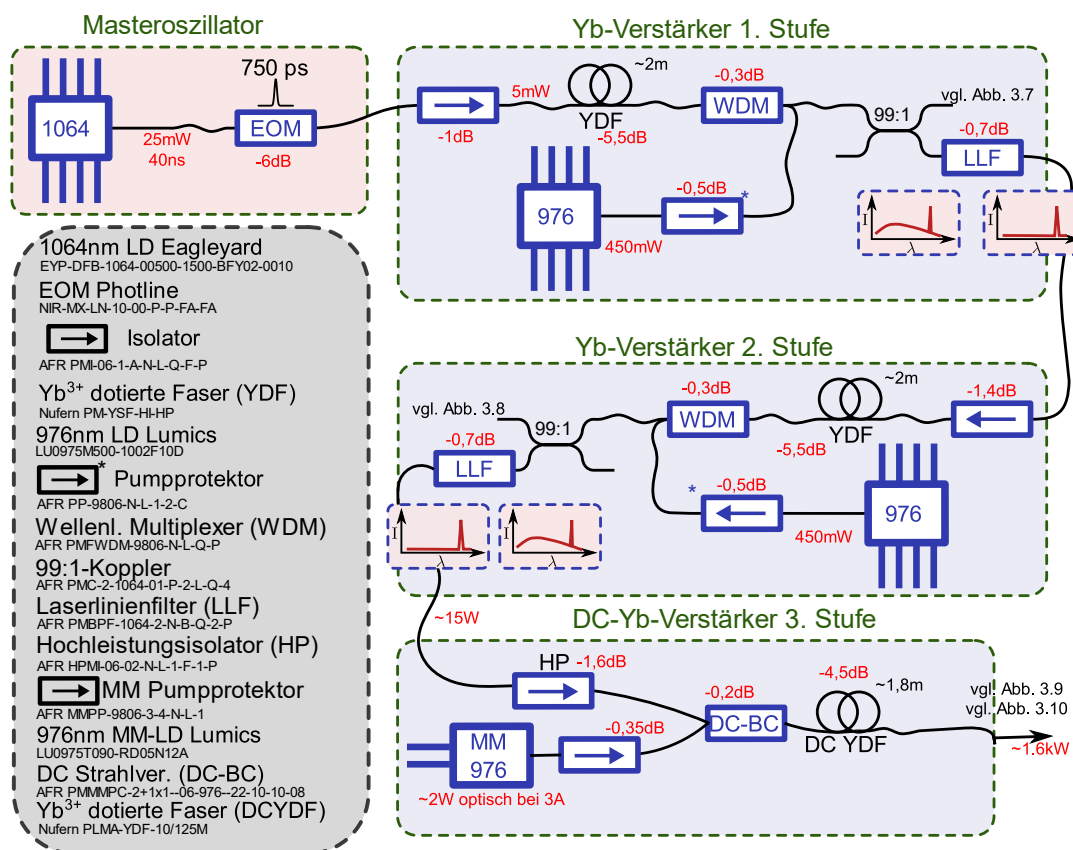 Masteroszillator
750 ps
1064
25mW
40ns
EOM
-6dB
Yb-Verstärker 1. Stufe
-1dB
5mW
~2m
YDF
-5,5dB
-0,3dB
WDM
99:1
vgl. Abb. 3.7
-0,7dB
LLF
976
450mW
-0,5dB
*
I
λ
I
λ
1064nm LD Eagleyard
EYP-DFB-1064-00500-1500-BFY02-0010
EOM Photline
NIR-MX-LN-10-00-P-P-FA-FA
Isolator
AFR PMI-06-1-A-N-L-Q-F-P
Yb3+ dotierte Faser (YDF)
Nufern PM-YSF-HI-HP
976nm LD Lumics
LU0975M500-1002F10D
* Pumpprotektor
AFR PP-9806-N-L-1-2-C
Wellenl. Multiplexer (WDM)
AFR PMFWDM-9806-N-L-Q-P
99:1-Koppler
AFR PMC-2-1064-01-P-2-L-Q-4
Laserlinienfilter (LLF)
AFR PMBPF-1064-2-N-B-Q-2-P
Hochleistungsisolator (HP)
AFR HPMI-06-02-N-L-1-F-1-P
MM Pumpprotektor
AFR MMPP-9806-3-4-N-L-1
976nm MM-LD Lumics
LU0975T090-RD05N12A
DC Strahlver. (DC-BC)
AFR PMMMPC-2+1x1--06-976--22-10-10-08
Yb3+ dotierte Faser (DCYDF)
Nufern PLMA-YDF-10/125M
Yb-Verstärker 2. Stufe
vgl. Abb. 3.8
99:1
-0,7dB
LLF
-0,3dB
WDM
~2m
YDF
-5,5dB
-1,4dB
*
-0,5dB
450mW
976
I
λ
I
λ
~15W
DC-Yb-Verstärker 3. Stufe
HP
-1,6dB
-0,35dB
MM
976
~2W optisch bei 3A
-0,2dB
DC-BC
-4,5dB
~1,8m
DC YDF
vgl. Abb. 3.9
vgl. Abb. 3.10
~1.6kW